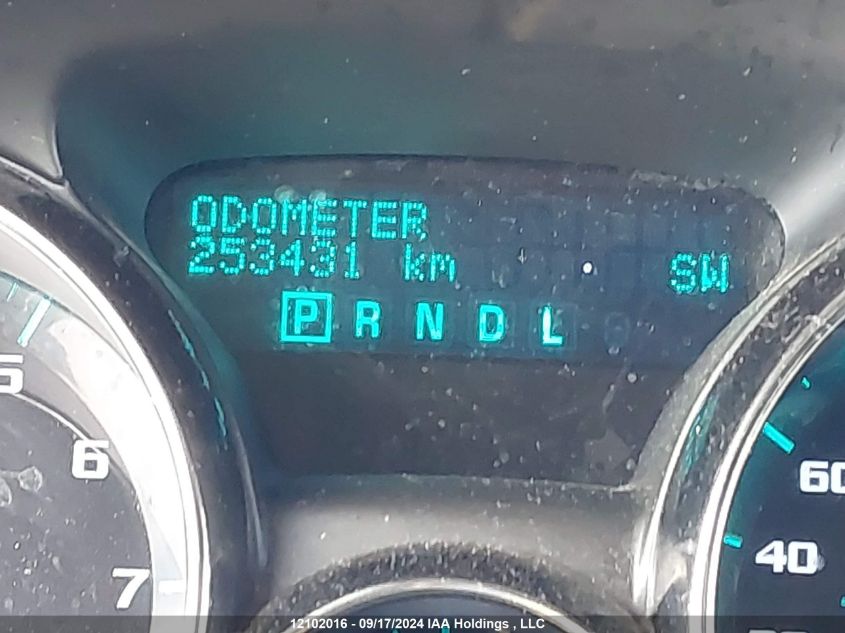 ODOMETER
253431 km SW
P R N D L
5
6
7
60
40
12102016 - 09/17/2024 IAA Holdings , LLC